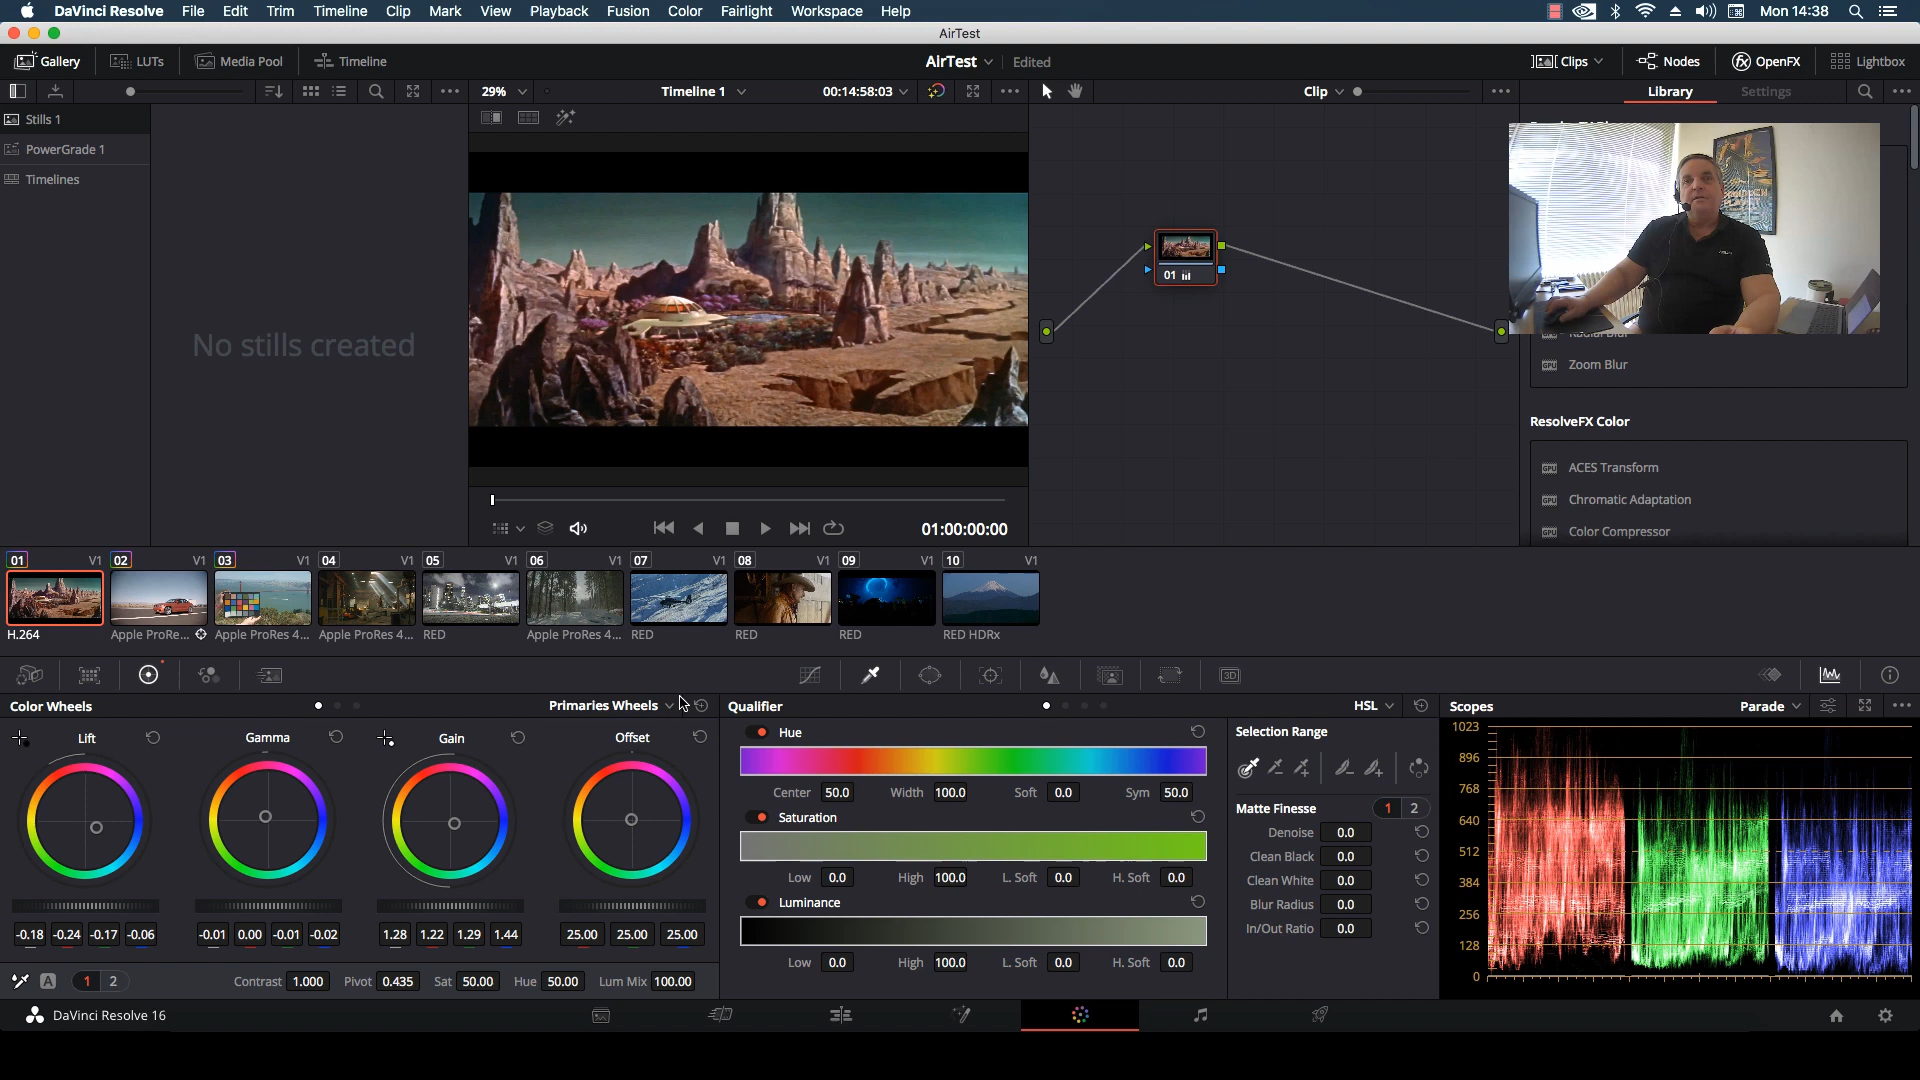 DaVinci Resolve File Edit Trim Timeline Clip Mark View Playback Fusion Color Fairlight Workspace Help Mon 14:38
AirTest
Gallery LUTs Media Pool Timeline AirTest Edited Clips Nodes OpenFX Lightbox
29% Timeline 1 00:14:58:03 Clip Library Settings
Stills 1
PowerGrade 1
Timelines
No stills created
01
Zoom Blur
ResolveFX Color
ACES Transform
Chromatic Adaptation
Color Compressor
01:00:00:00
01 V1 02 V1 03 V1 04 V1 05 V1 06 V1 07 V1 08 V1 09 V1 10 V1
H.264 Apple ProRe... Apple ProRes 4... Apple ProRes 4... RED Apple ProRes 4... RED RED RED RED HDRx
3D
Color Wheels Primaries Wheels Qualifier HSL Scopes Parade
Lift Gamma Gain Offset
-0.18 -0.24 -0.17 -0.06 -0.01 0.00 -0.01 -0.02 1.28 1.22 1.29 1.44 25.00 25.00 25.00
A 1 2 Contrast 1.000 Pivot 0.435 Sat 50.00 Hue 50.00 Lum Mix 100.00
Hue
Center 50.0 Width 100.0 Soft 0.0 Sym 50.0
Saturation
Low 0.0 High 100.0 L. Soft 0.0 H. Soft 0.0
Luminance
Low 0.0 High 100.0 L. Soft 0.0 H. Soft 0.0
Selection Range
Matte Finesse 1 2
Denoise 0.0
Clean Black 0.0
Clean White 0.0
Blur Radius 0.0
In/Out Ratio 0.0
1023
896
768
640
512
384
256
128
0
DaVinci Resolve 16